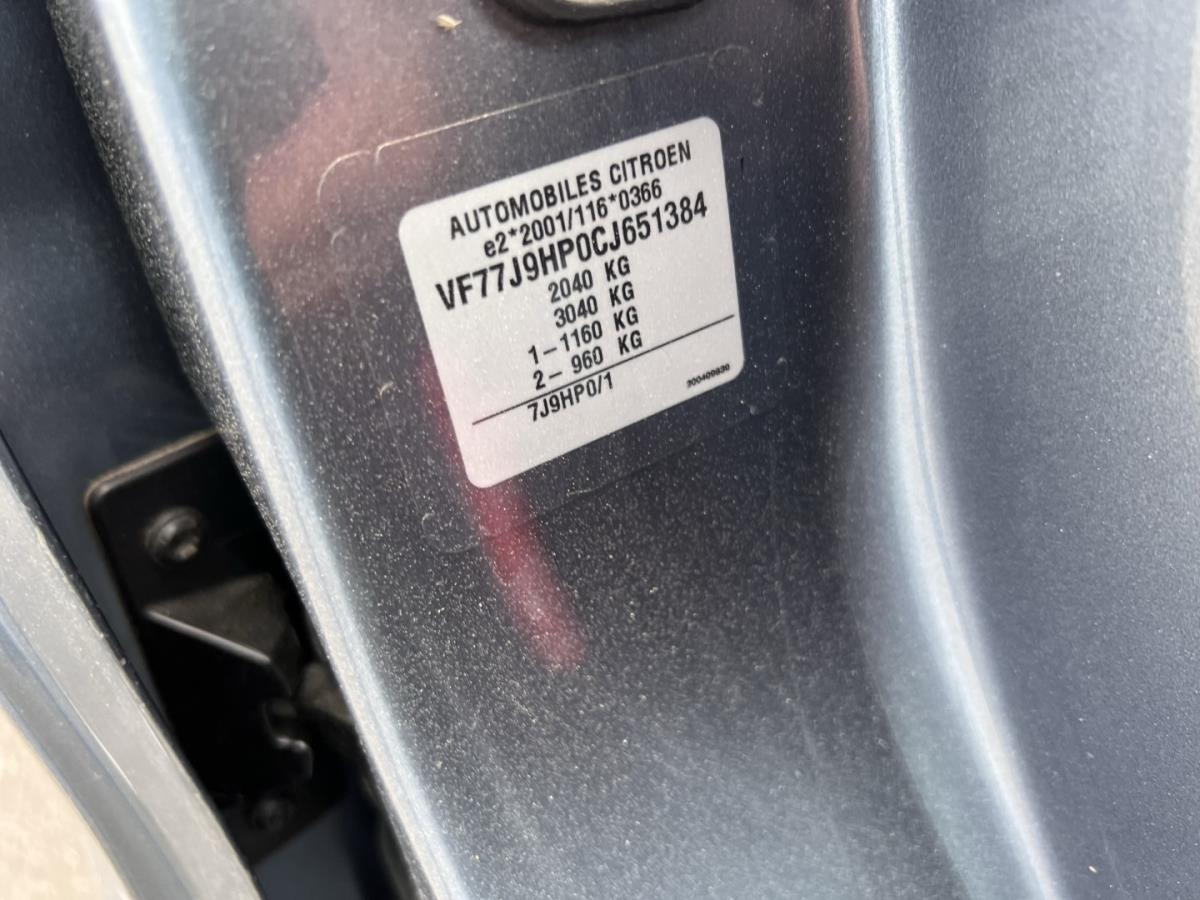 AUTOMOBILES CITROEN
e2*2001/116*0366
VF77J9HP0CJ651384
2040 KG
3040 KG
1-1160 KG
2- 960 KG
7J9HP0/1